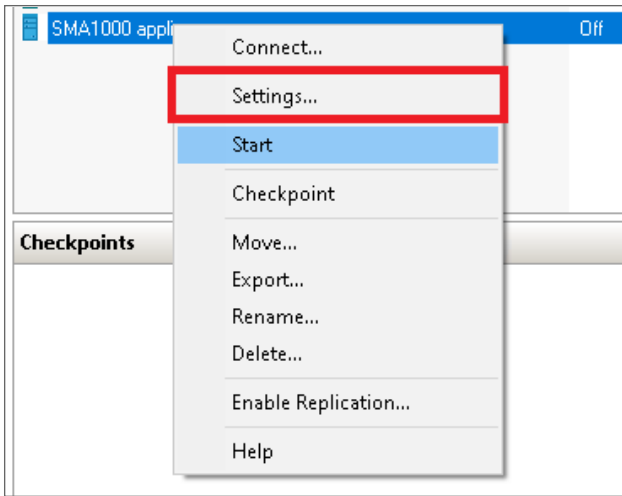 SMA1000 appli
Off
Connect...
Settings...
Start
Checkpoint
Checkpoints
Move...
Export...
Rename...
Delete...
Enable Replication...
Help